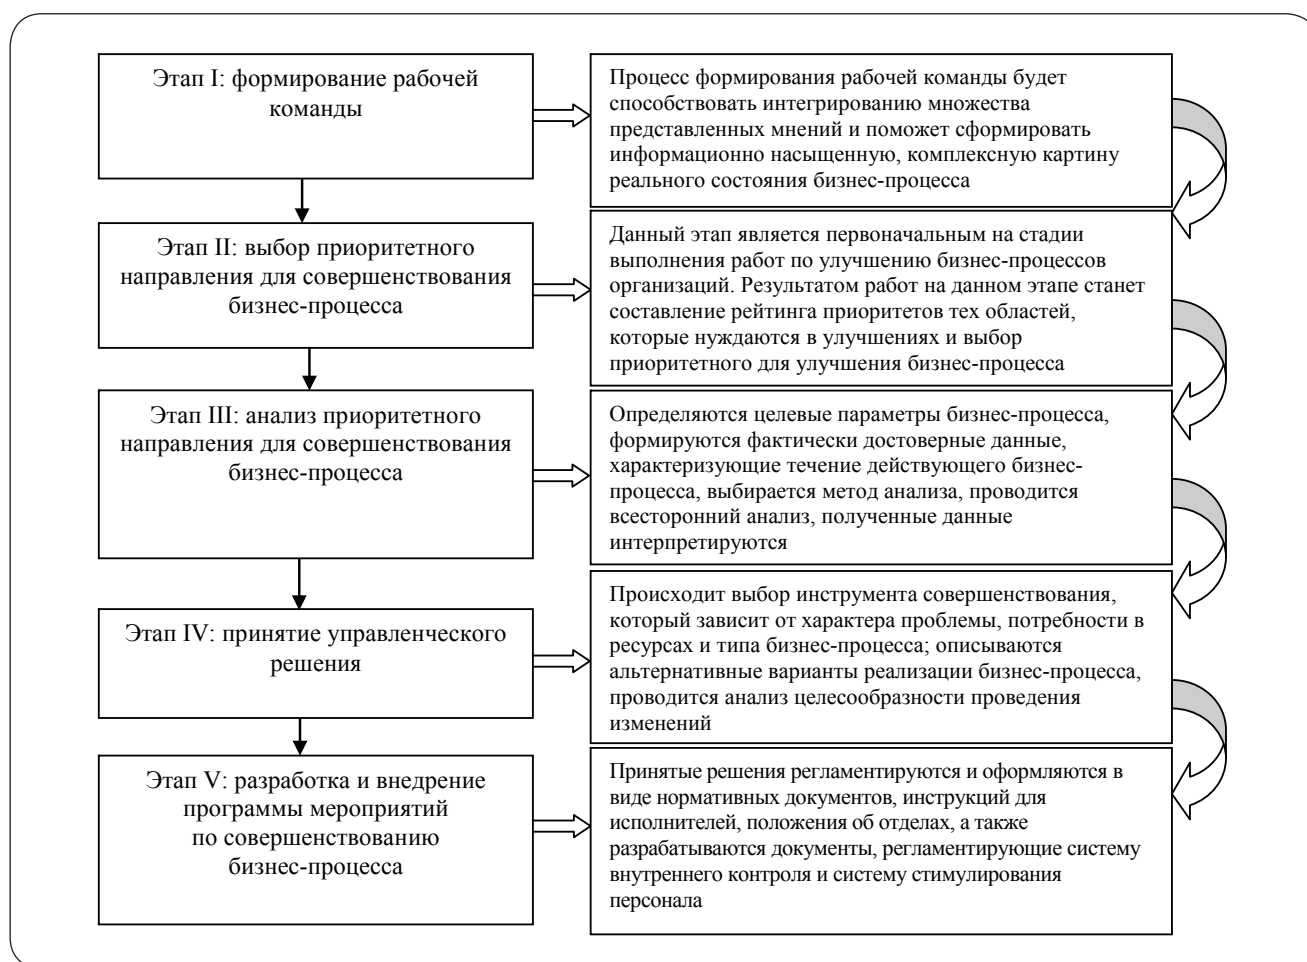 Этап I: формирование рабочей
команды
Процесс формирования рабочей команды будет
способствовать интегрированию множества
представленных мнений и поможет сформировать
информационно насыщенную, комплексную картину
реального состояния бизнес-процесса
Этап II: выбор приоритетного
направления для совершенствования
бизнес-процесса
Данный этап является первоначальным на стадии
выполнения работ по улучшению бизнес-процессов
организаций. Результатом работ на данном этапе станет
составление рейтинга приоритетов тех областей,
которые нуждаются в улучшениях и выбор
приоритетного для улучшения бизнес-процесса
Этап III: анализ приоритетного
направления для совершенствования
бизнес-процесса
Определяются целевые параметры бизнес-процесса,
формируются фактически достоверные данные,
характеризующие течение действующего бизнес-
процесса, выбирается метод анализа, проводится
всесторонний анализ, полученные данные
интерпретируются
Этап IV: принятие управленческого
решения
Происходит выбор инструмента совершенствования,
который зависит от характера проблемы, потребности в
ресурсах и типа бизнес-процесса; описываются
альтернативные варианты реализации бизнес-процесса,
проводится анализ целесообразности проведения
изменений
Этап V: разработка и внедрение
программы мероприятий
по совершенствованию
бизнес-процесса
Принятые решения регламентируются и оформляются в
виде нормативных документов, инструкций для
исполнителей, положения об отделах, а также
разрабатываются документы, регламентирующие систему
внутреннего контроля и систему стимулирования
персонала